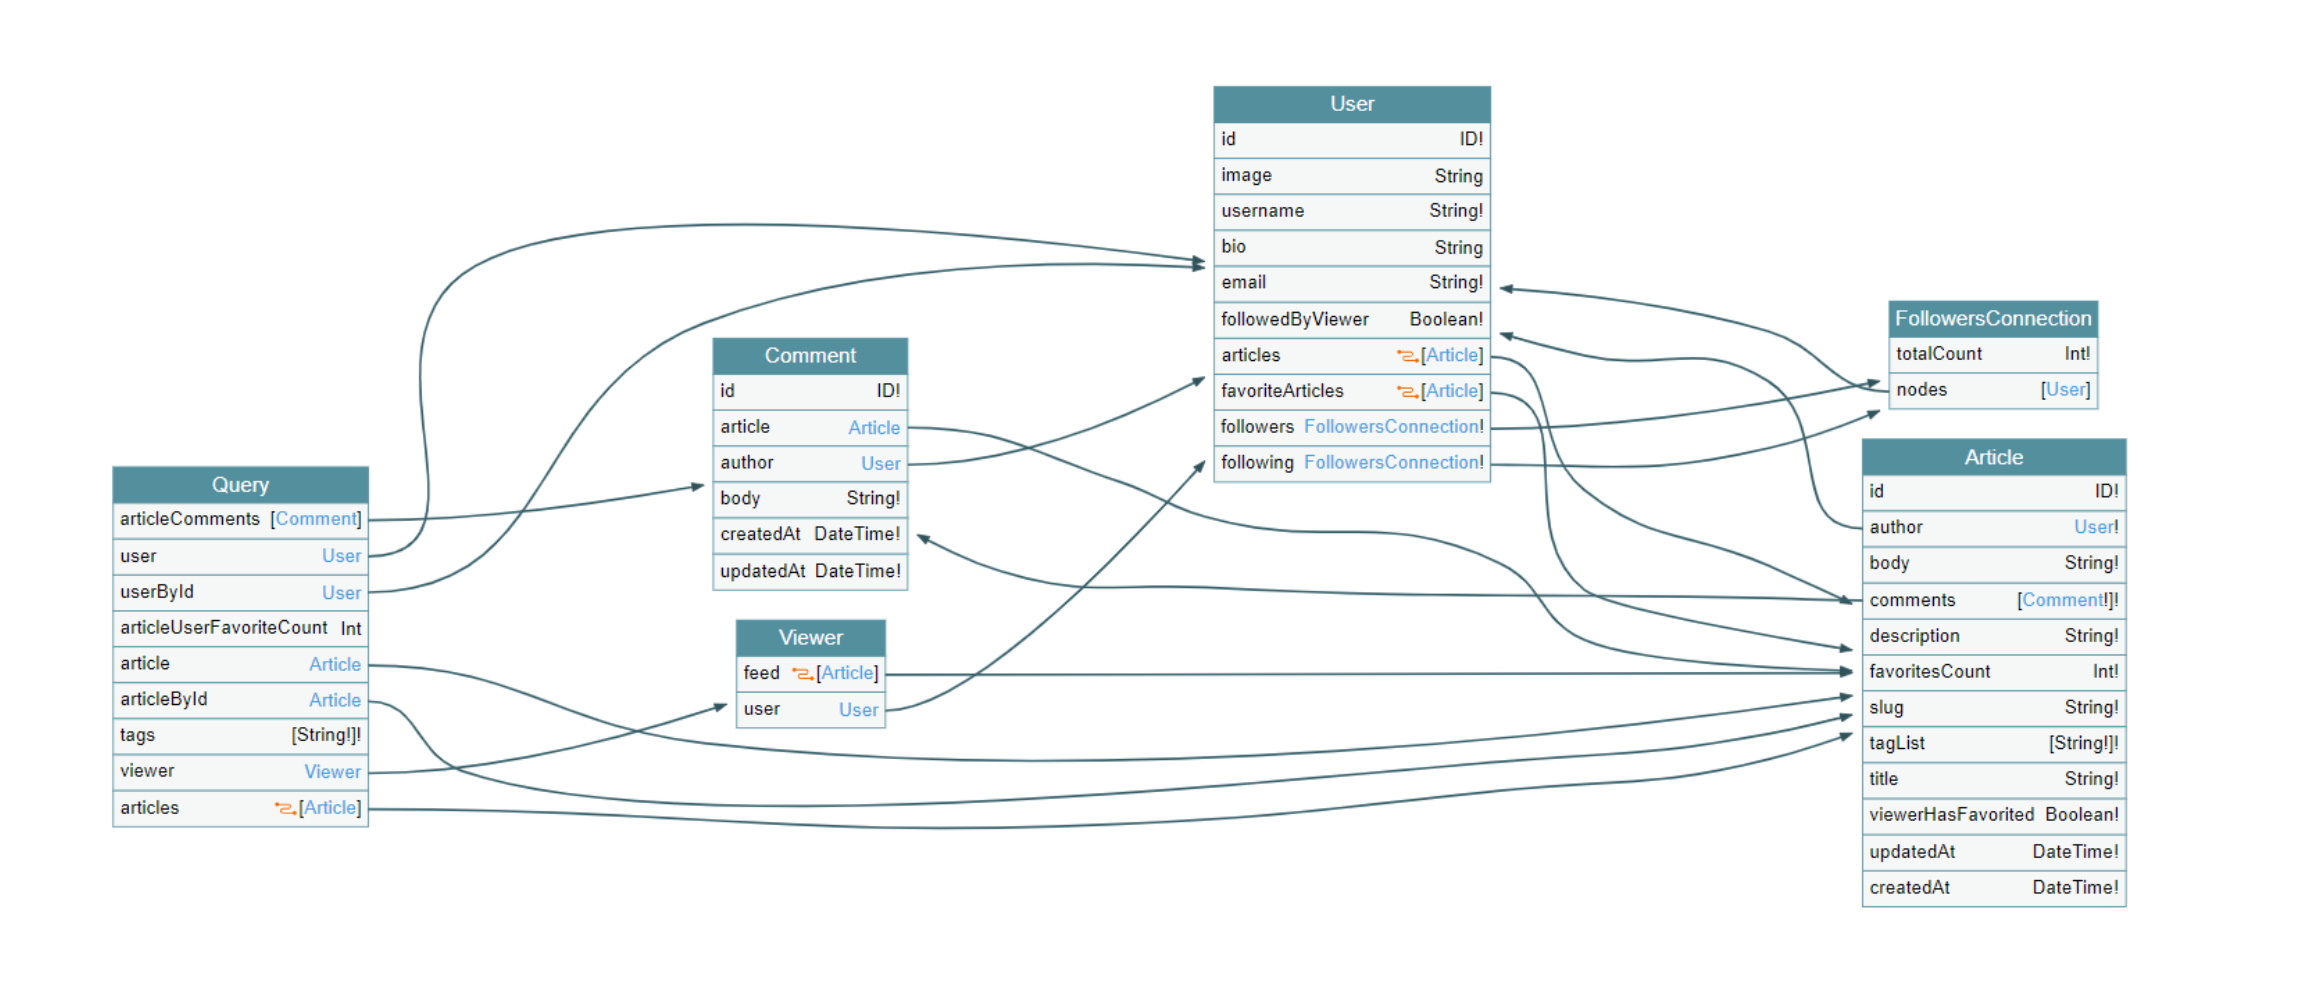 Query
articleComments [Comment]
user User
userById User
articleUserFavoriteCount Int
article Article
articleById Article
tags [String!]!
viewer Viewer
articles [Article]
Comment
id ID!
article Article
author User
body String!
createdAt DateTime!
updatedAt DateTime!
Viewer
feed [Article]
user User
User
id ID!
image String
username String!
bio String
email String!
followedByViewer Boolean!
articles [Article]
favoriteArticles [Article]
followers FollowersConnection!
following FollowersConnection!
FollowersConnection
totalCount Int!
nodes [User]
Article
id ID!
author User!
body String!
comments [Comment!]!
description String!
favoritesCount Int!
slug String!
tagList [String!]!
title String!
viewerHasFavorited Boolean!
updatedAt DateTime!
createdAt DateTime!